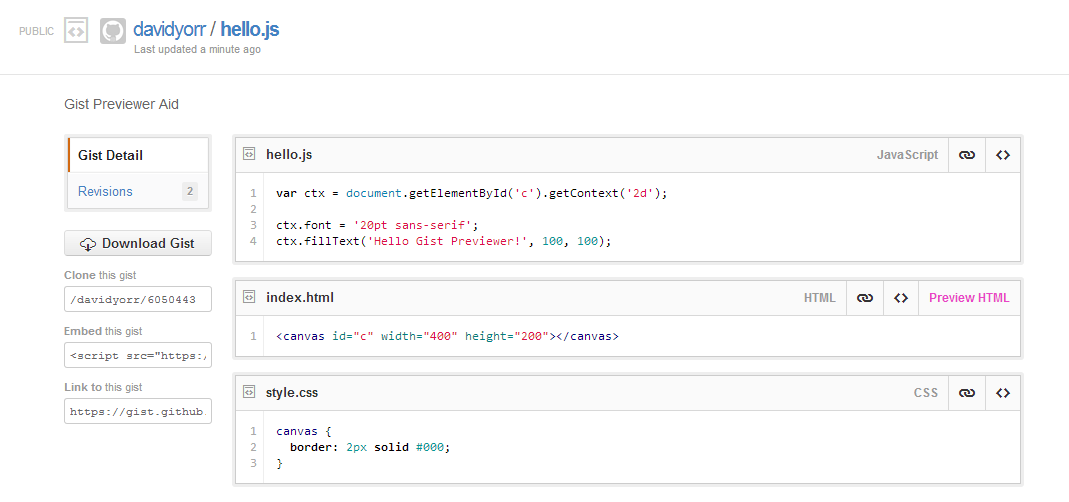 PUBLIC davidyorr / hello.js
Last updated a minute ago
Gist Previewer Aid
Gist Detail
Revisions 2
Download Gist
Clone this gist
/davidyorr/6050443
Embed this gist
<script src="https:/
Link to this gist
https://gist.github
hello.js JavaScript
1 var ctx = document.getElementById('c').getContext('2d');
2
3 ctx.font = '20pt sans-serif';
4 ctx.fillText('Hello Gist Previewer!', 100, 100);
index.html HTML Preview HTML
1 <canvas id="c" width="400" height="200"></canvas>
style.css CSS
1 canvas {
2   border: 2px solid #000;
3 }